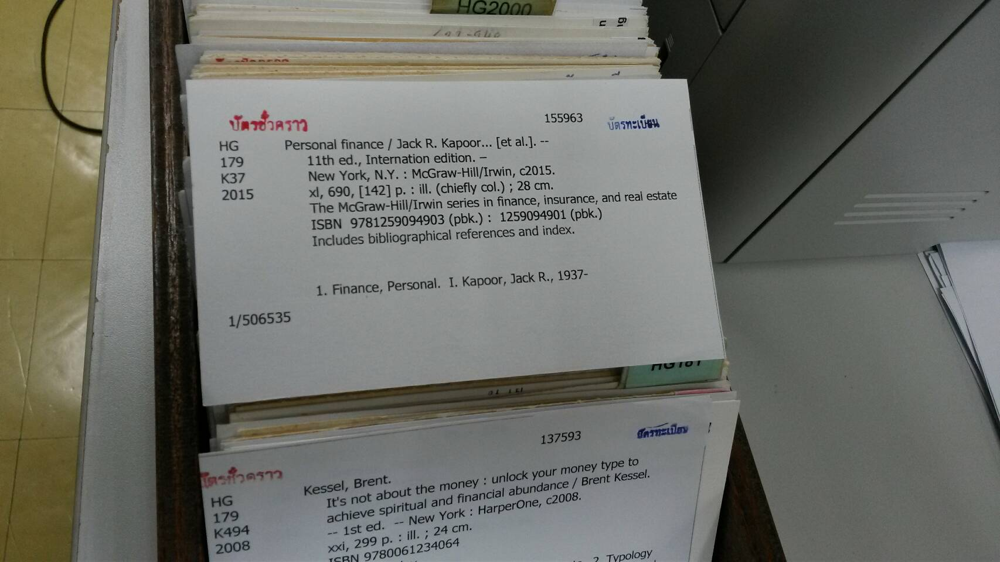 HG2000
155963
บัตรชั่วคราว
บัตรทะเบียน
HG Personal finance / Jack R. Kapoor... [et al.]. --
179 11th ed., Internation edition. –
K37 New York, N.Y. : McGraw-Hill/Irwin, c2015.
2015 xl, 690, [142] p. : ill. (chiefly col.) ; 28 cm.
The McGraw-Hill/Irwin series in finance, insurance, and real estate
ISBN 9781259094903 (pbk.) : 1259094901 (pbk.)
Includes bibliographical references and index.
1. Finance, Personal. I. Kapoor, Jack R., 1937-
1/506535
HG181
137593
บัตรทะเบียน
บัตรชั่วคราว
Kessel, Brent.
HG It's not about the money : unlock your money type to
179 achieve spiritual and financial abundance / Brent Kessel.
K494 -- 1st ed. -- New York : HarperOne, c2008.
2008 xxi, 299 p. : ill. ; 24 cm.
ISBN 9780061234064
2. Typology